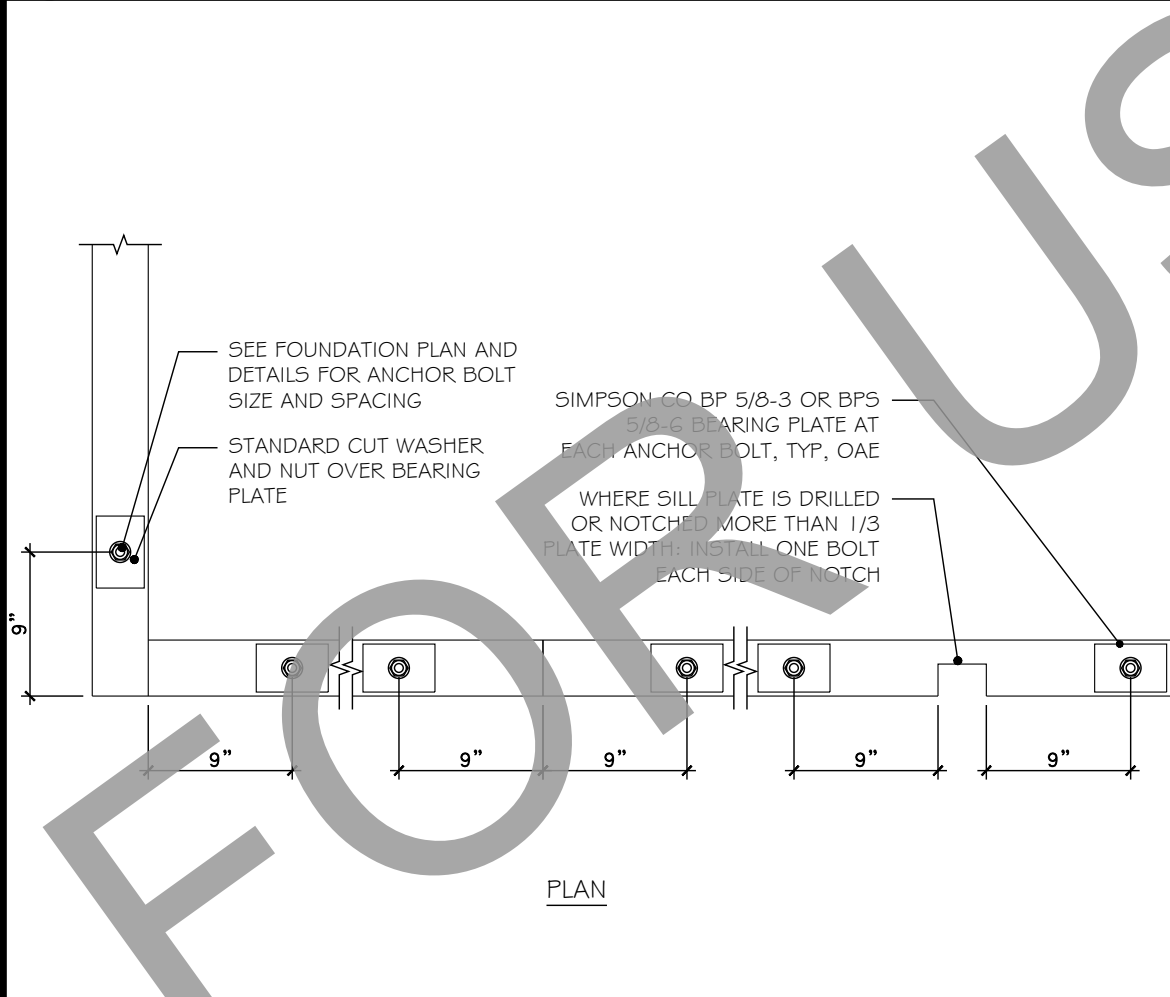 SEE FOUNDATION PLAN AND
DETAILS FOR ANCHOR BOLT
SIZE AND SPACING
STANDARD CUT WASHER
AND NUT OVER BEARING
PLATE
SIMPSON CO BP 5/8-3 OR BPS
5/8-6 BEARING PLATE AT
EACH ANCHOR BOLT, TYP, OAE
WHERE SILL PLATE IS DRILLED
OR NOTCHED MORE THAN 1/3
PLATE WIDTH: INSTALL ONE BOLT
EACH SIDE OF NOTCH
9"
9"
9"
9"
9"
9"
PLAN
FOR US